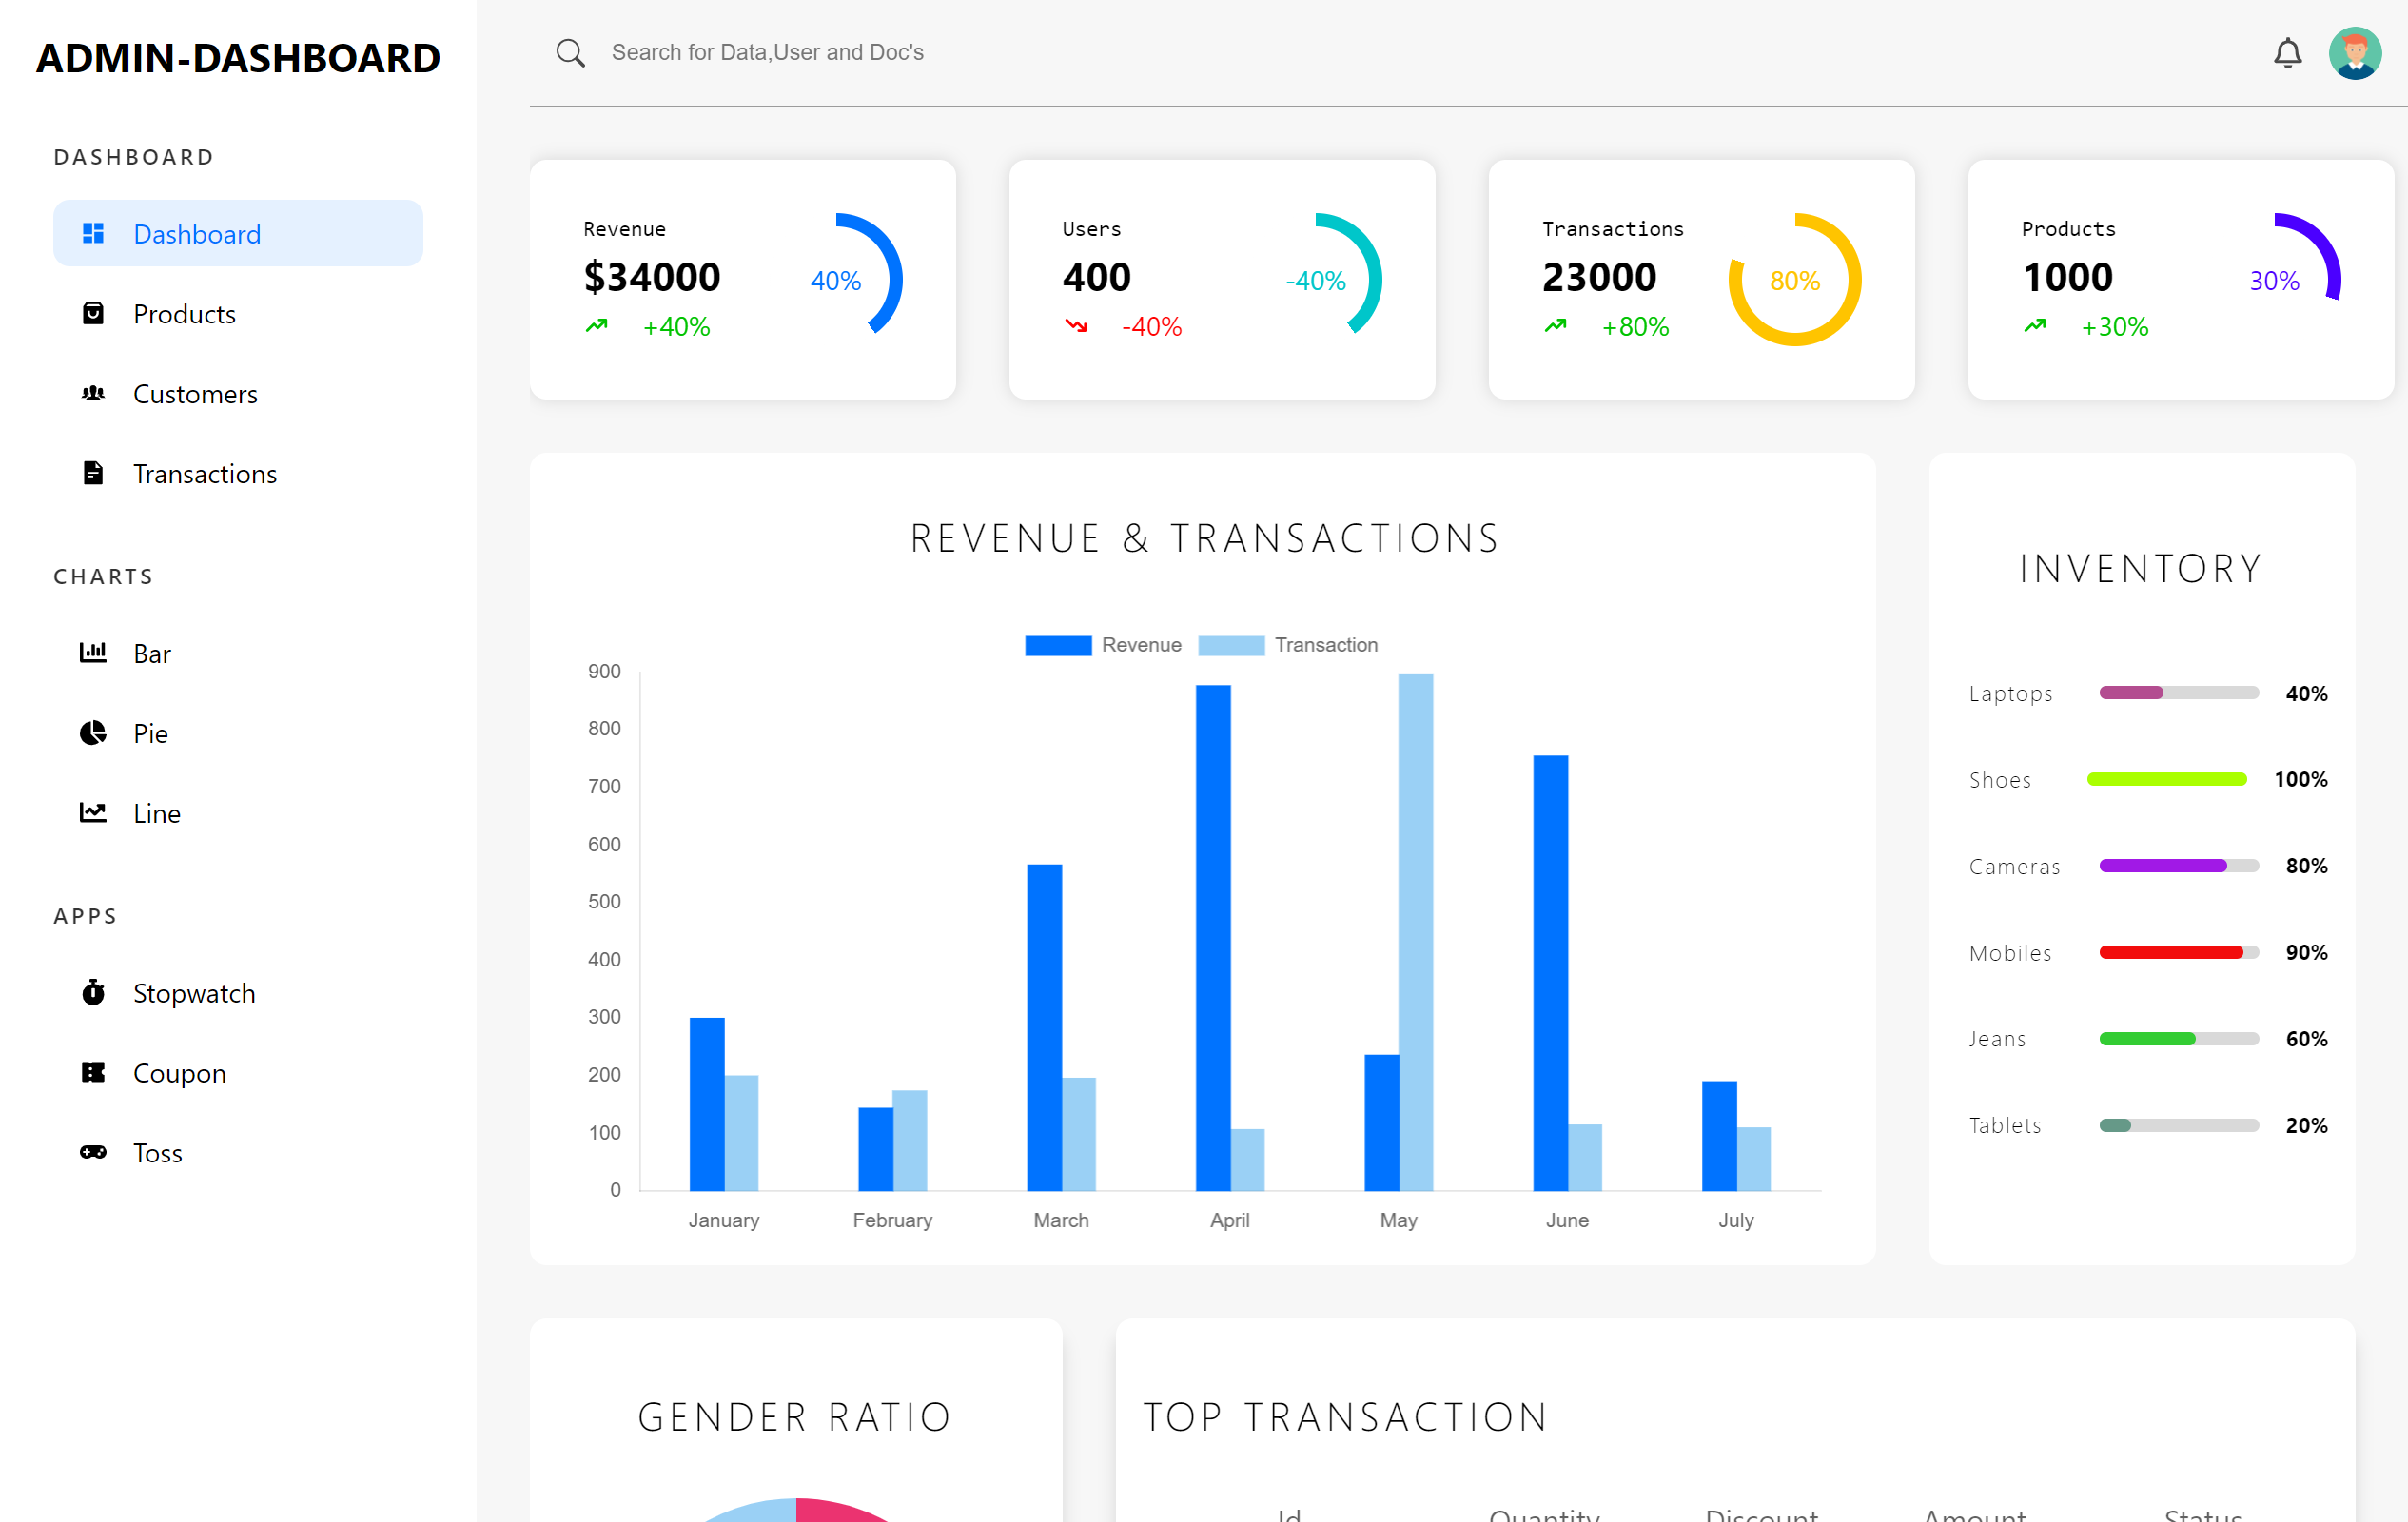 ADMIN-DASHBOARD
DASHBOARD
Dashboard
Products
Customers
Transactions
CHARTS
Bar
Pie
Line
APPS
Stopwatch
Coupon
Toss
Search for Data,User and Doc's
Revenue
$34000
+40%
40%
Users
400
-40%
-40%
Transactions
23000
+80%
80%
Products
1000
+30%
30%
REVENUE & TRANSACTIONS
Revenue Transaction
900
800
700
600
500
400
300
200
100
0
January February March April May June July
INVENTORY
Laptops 40%
Shoes 100%
Cameras 80%
Mobiles 90%
Jeans 60%
Tablets 20%
GENDER RATIO
TOP TRANSACTION
Id Quantity Discount Amount Status